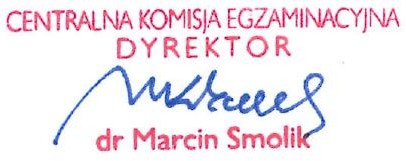 CENTRALNA KOMISJA EGZAMINACYJNA
DYREKTOR
dr Marcin Smolik